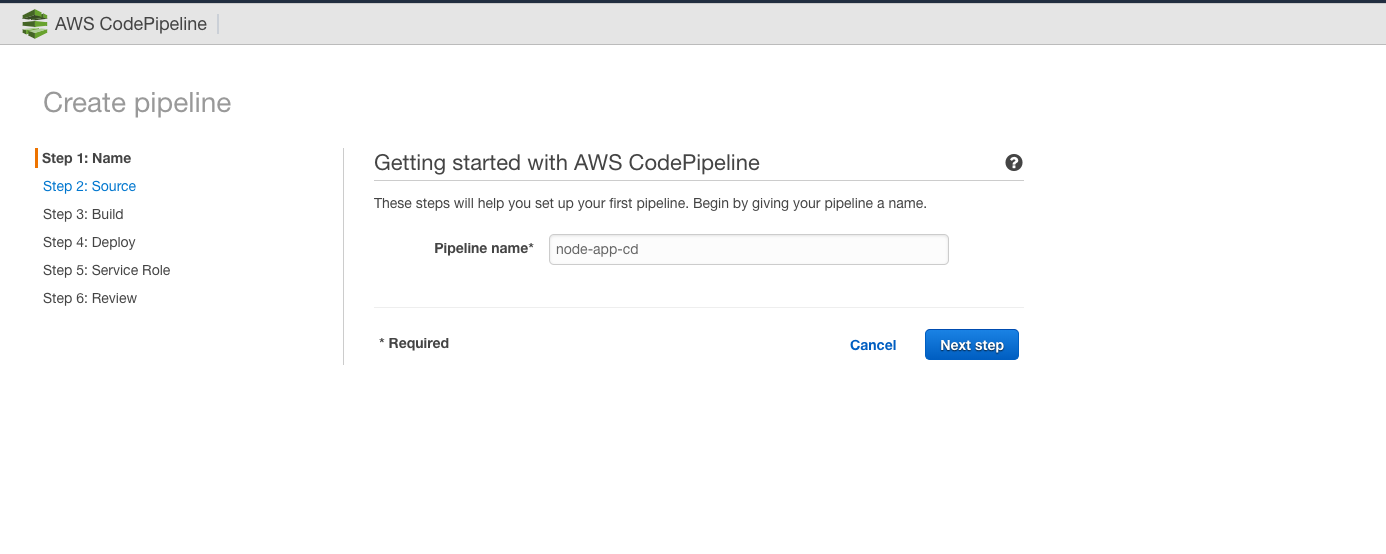 AWS CodePipeline
Create pipeline
Step 1: Name
Step 2: Source
Step 3: Build
Step 4: Deploy
Step 5: Service Role
Step 6: Review
Getting started with AWS CodePipeline
?
These steps will help you set up your first pipeline. Begin by giving your pipeline a name.
Pipeline name* node-app-cd
* Required Cancel Next step